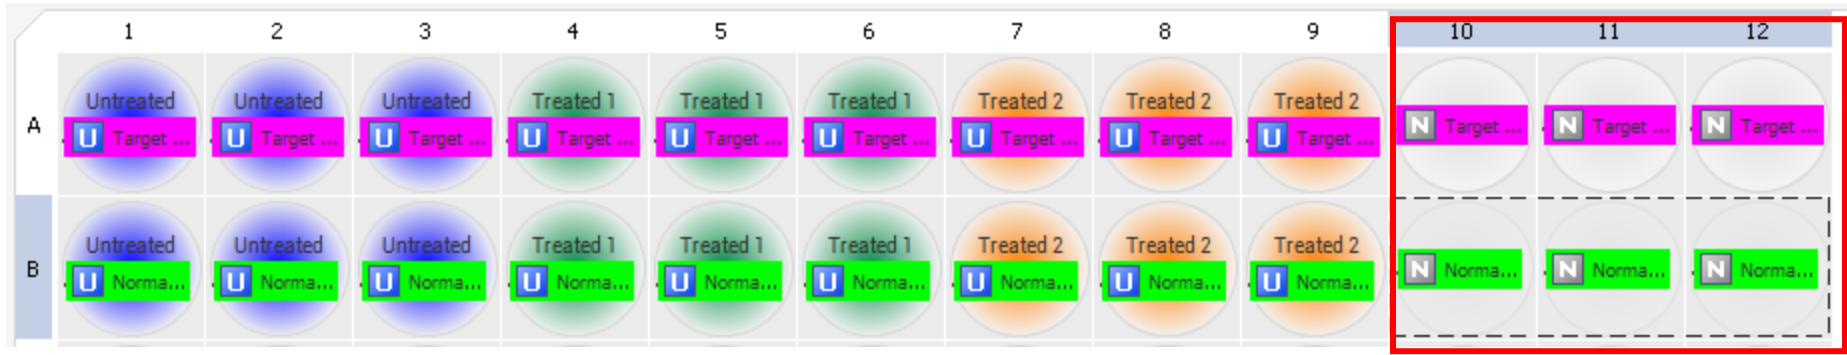 1 2 3 4 5 6 7 8 9 10 11 12
A
Untreated Untreated Untreated Treated 1 Treated 1 Treated 1 Treated 2 Treated 2 Treated 2
U Target ... U Target ... U Target ... U Target ... U Target ... U Target ... U Target ... U Target ... U Target ... N Target ... N Target ... N Target ...
B
Untreated Untreated Untreated Treated 1 Treated 1 Treated 1 Treated 2 Treated 2 Treated 2
U Norma... U Norma... U Norma... U Norma... U Norma... U Norma... U Norma... U Norma... U Norma... N Norma... N Norma... N Norma...